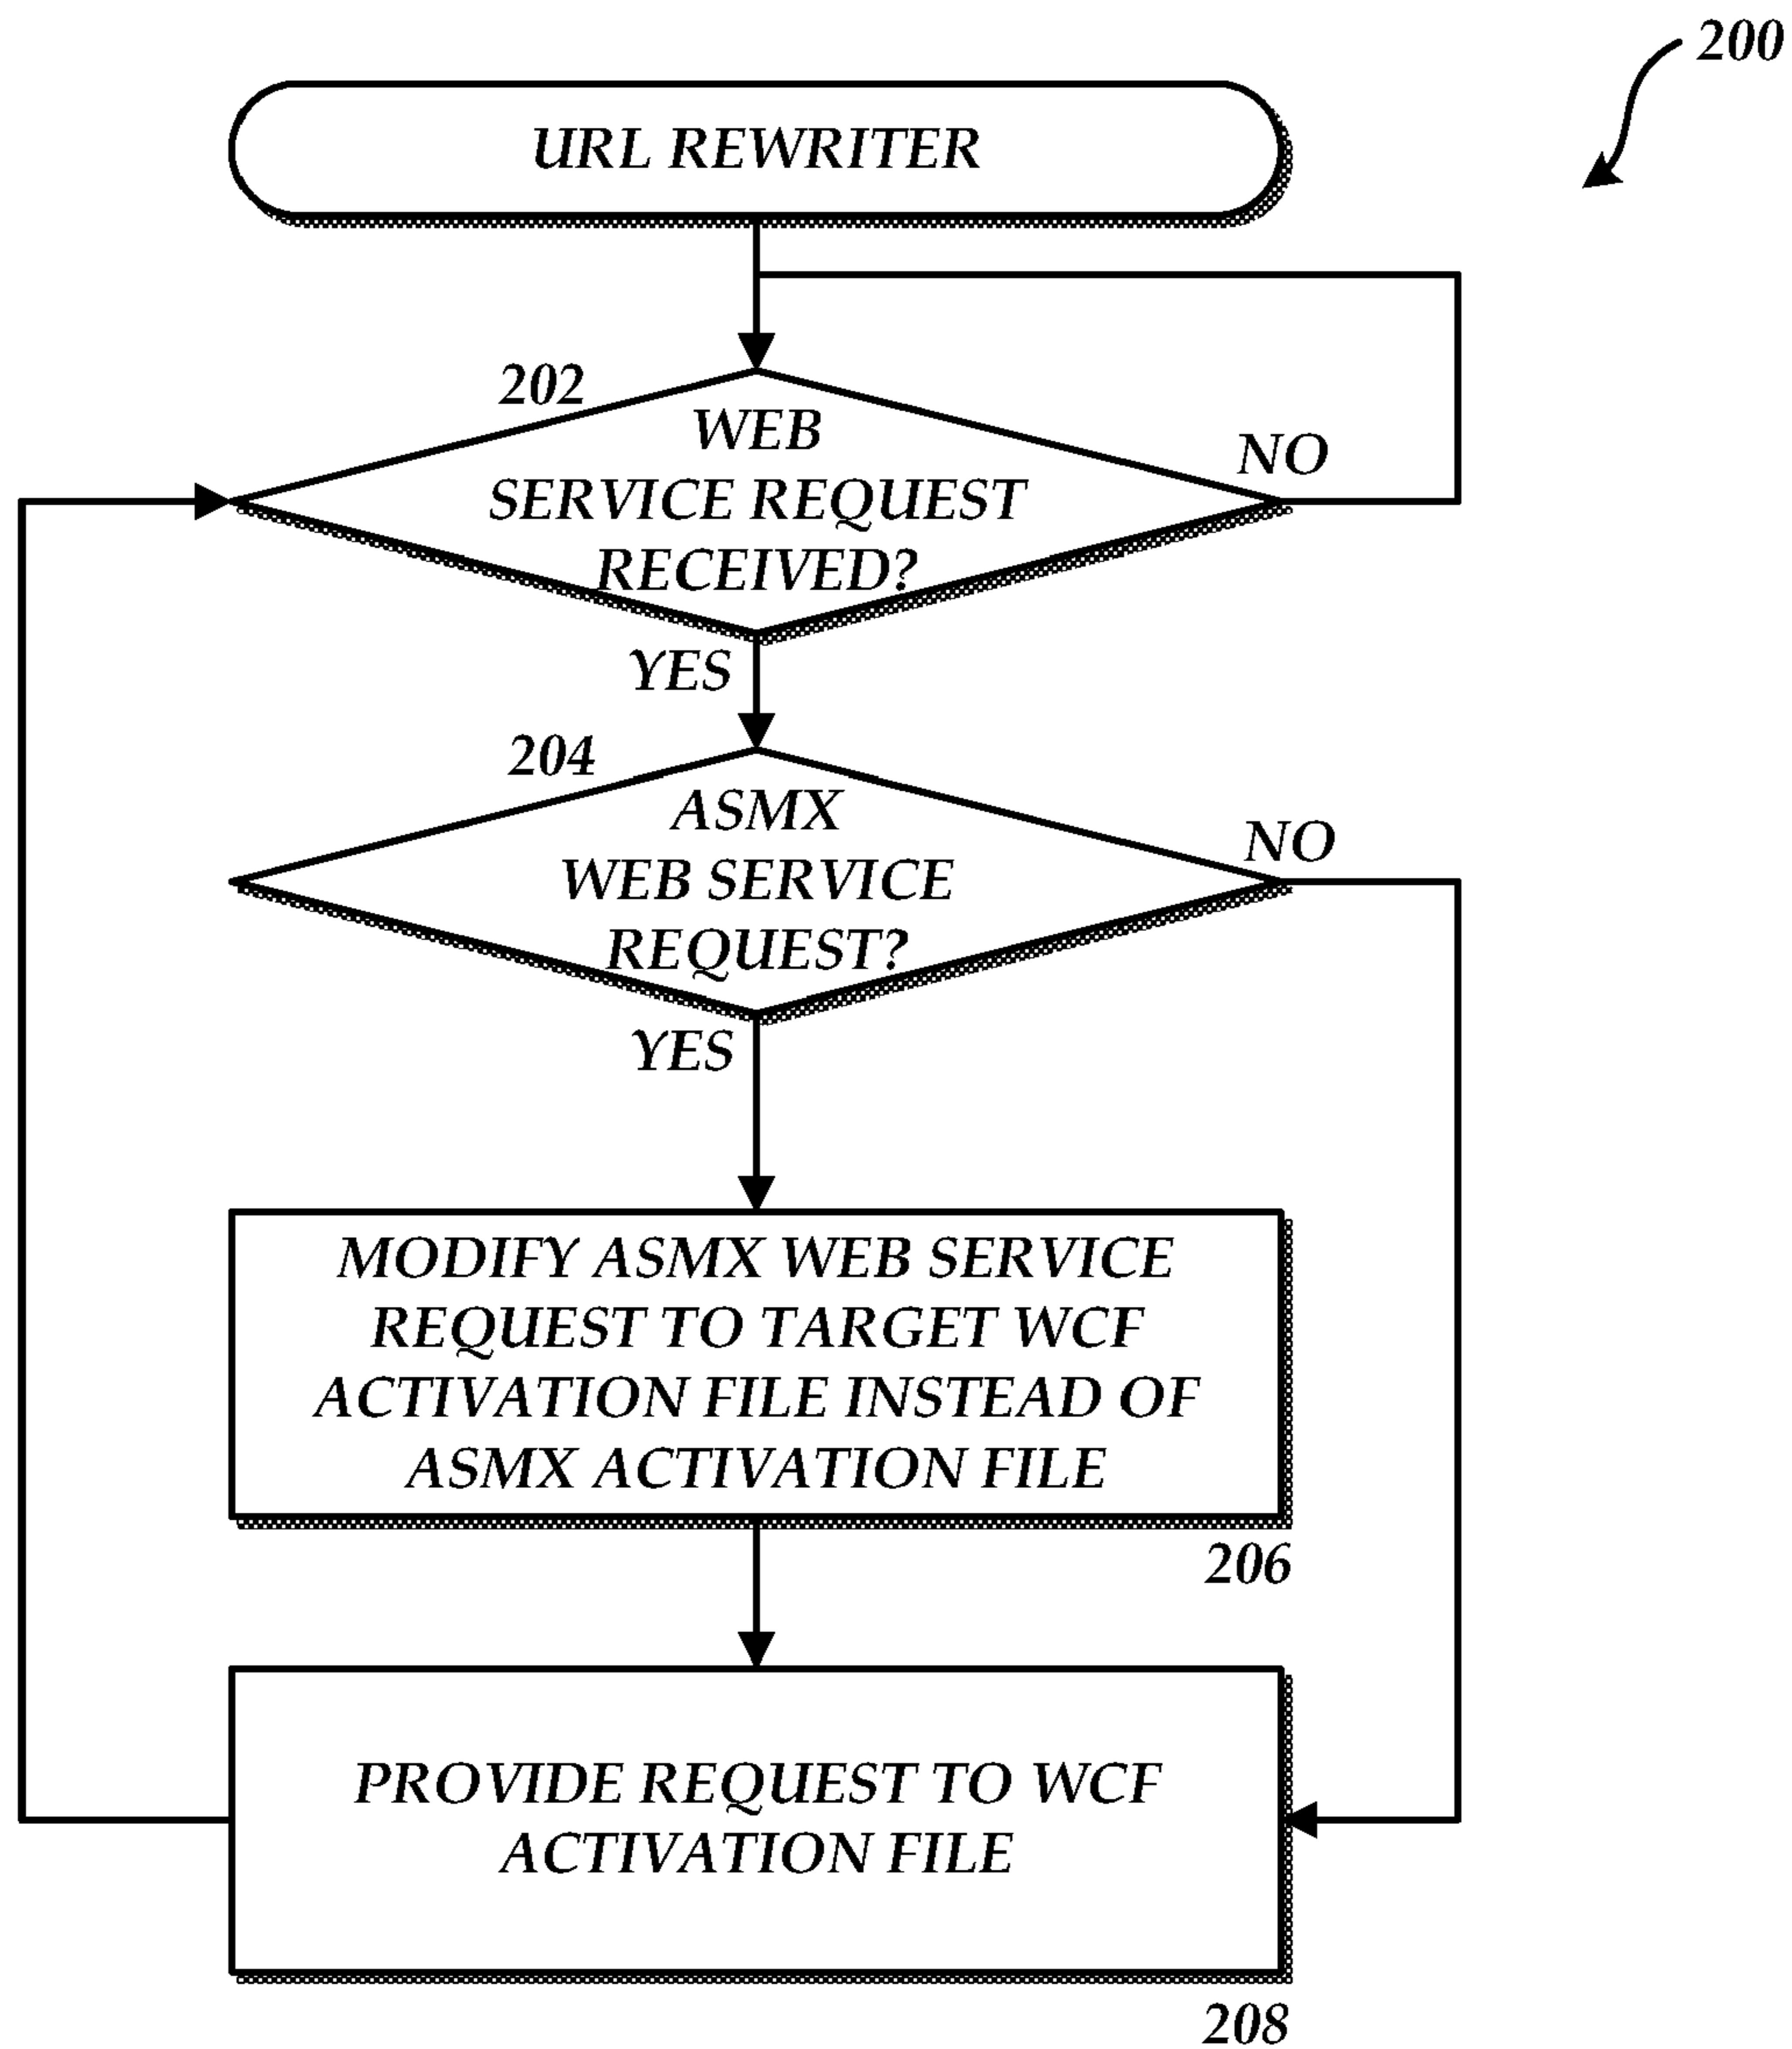 200
URL REWRITER
202
WEB
SERVICE REQUEST
RECEIVED?
NO
YES
204
ASMX
WEB SERVICE
REQUEST?
NO
YES
MODIFY ASMX WEB SERVICE
REQUEST TO TARGET WCF
ACTIVATION FILE INSTEAD OF
ASMX ACTIVATION FILE
206
PROVIDE REQUEST TO WCF
ACTIVATION FILE
208